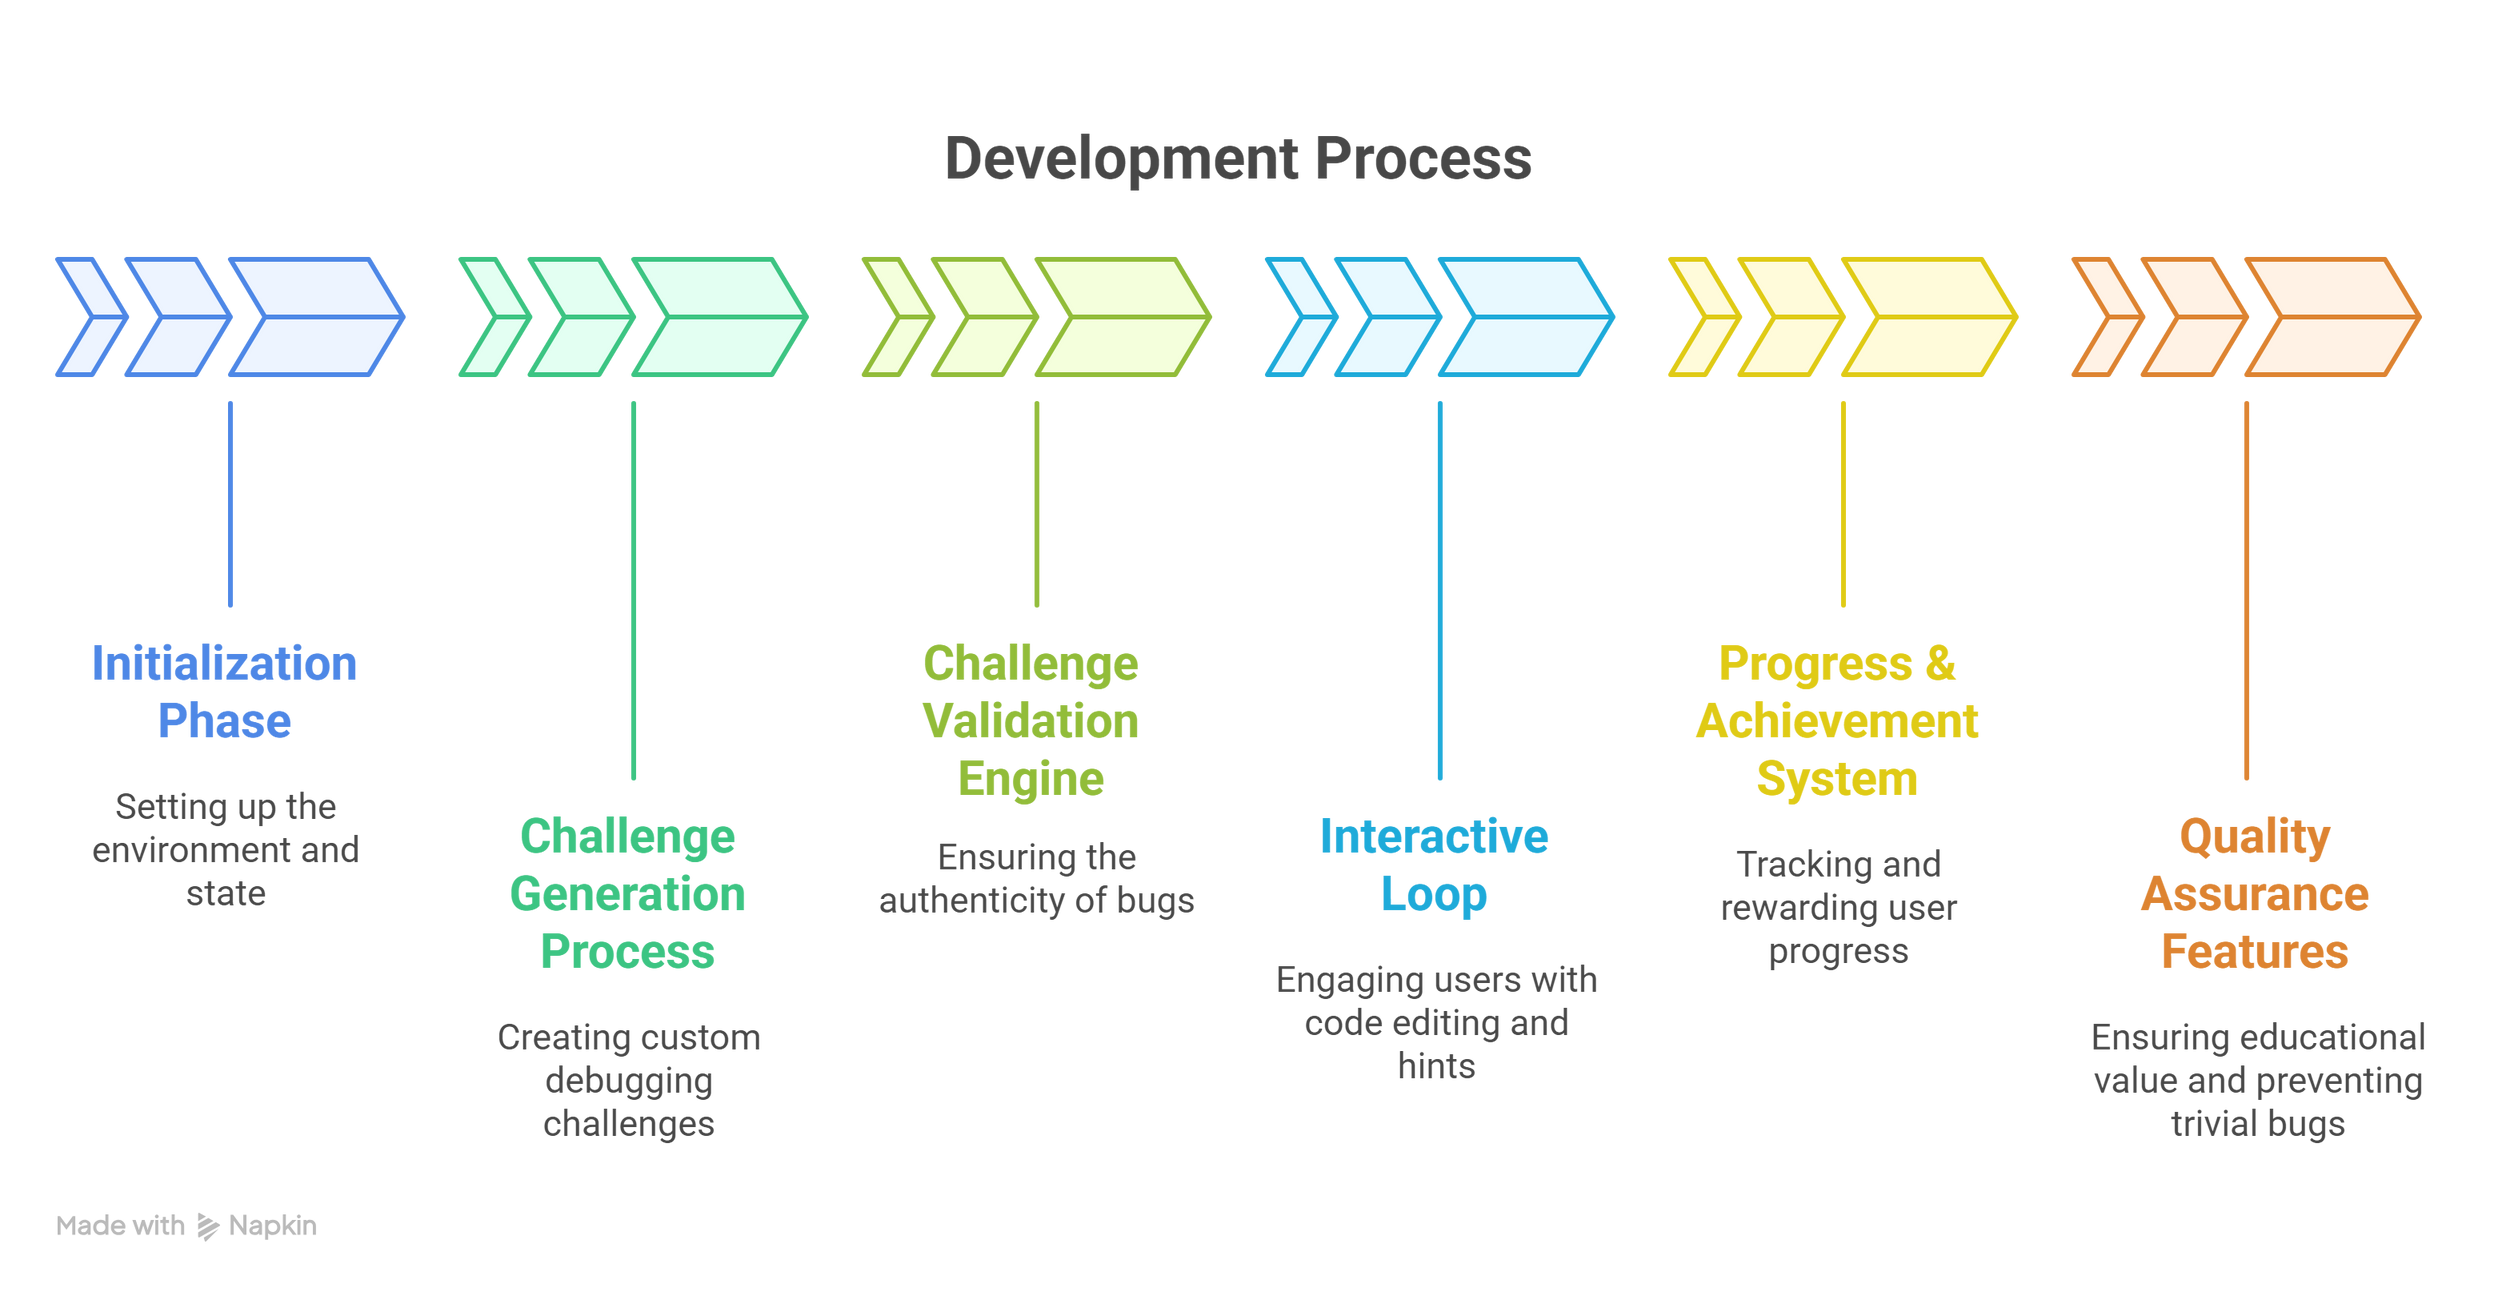 Development Process
Initialization
Phase
Setting up the
environment and
state
Challenge
Generation
Process
Creating custom
debugging
challenges
Challenge
Validation
Engine
Ensuring the
authenticity of bugs
Interactive
Loop
Engaging users with
code editing and
hints
Progress &
Achievement
System
Tracking and
rewarding user
progress
Quality
Assurance
Features
Ensuring educational
value and preventing
trivial bugs
Made with Napkin